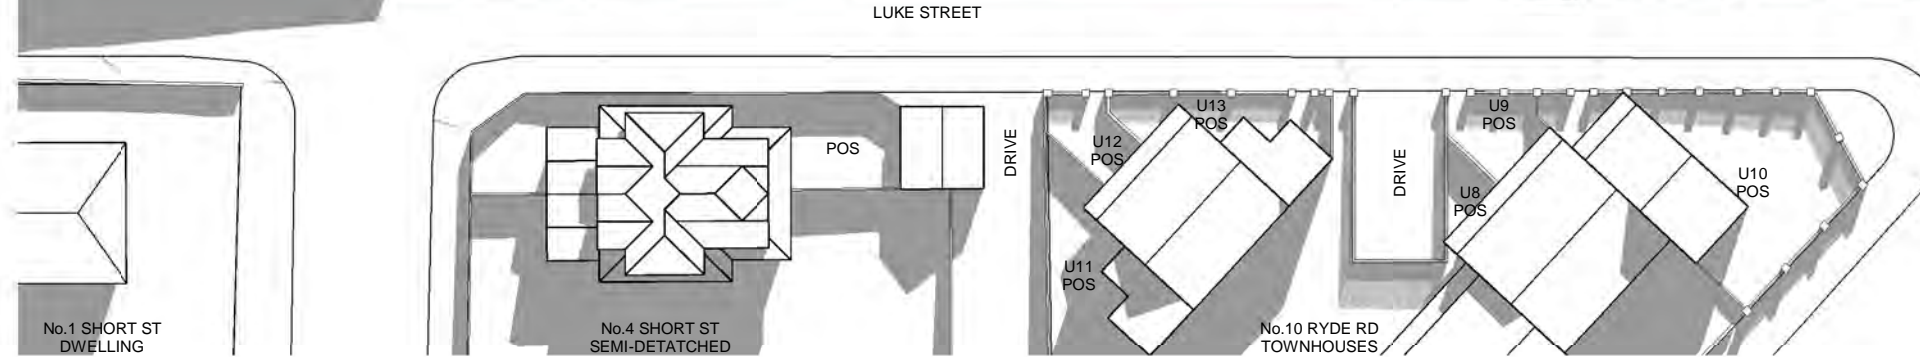 LUKE STREET
POS
DRIVE
U13
POS
U12
POS
U11
POS
DRIVE
U9
POS
U8
POS
U10
POS
No.1 SHORT ST
DWELLING
No.4 SHORT ST
SEMI-DETATCHED
No.10 RYDE RD
TOWNHOUSES